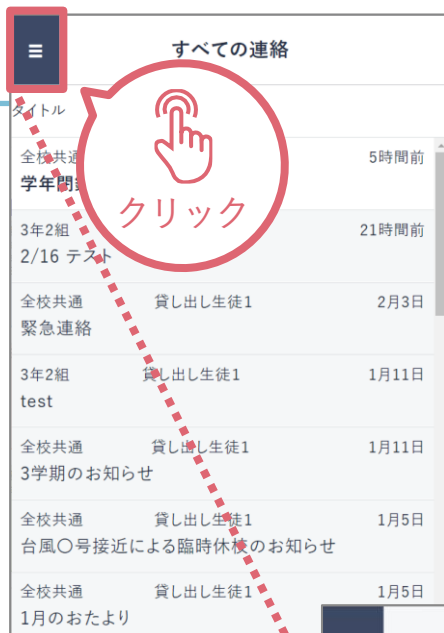 すべての連絡
タイトル
全校共通 5時間前
学年閉
クリック
3年2組 21時間前
2/16 テスト
全校共通 貸し出し生徒1 2月3日
緊急連絡
3年2組 貸し出し生徒1 1月11日
test
全校共通 貸し出し生徒1 1月11日
3学期のお知らせ
全校共通 貸し出し生徒1 1月5日
台風〇号接近による臨時休校のお知らせ
全校共通 貸し出し生徒1 1月5日
1月のおたより